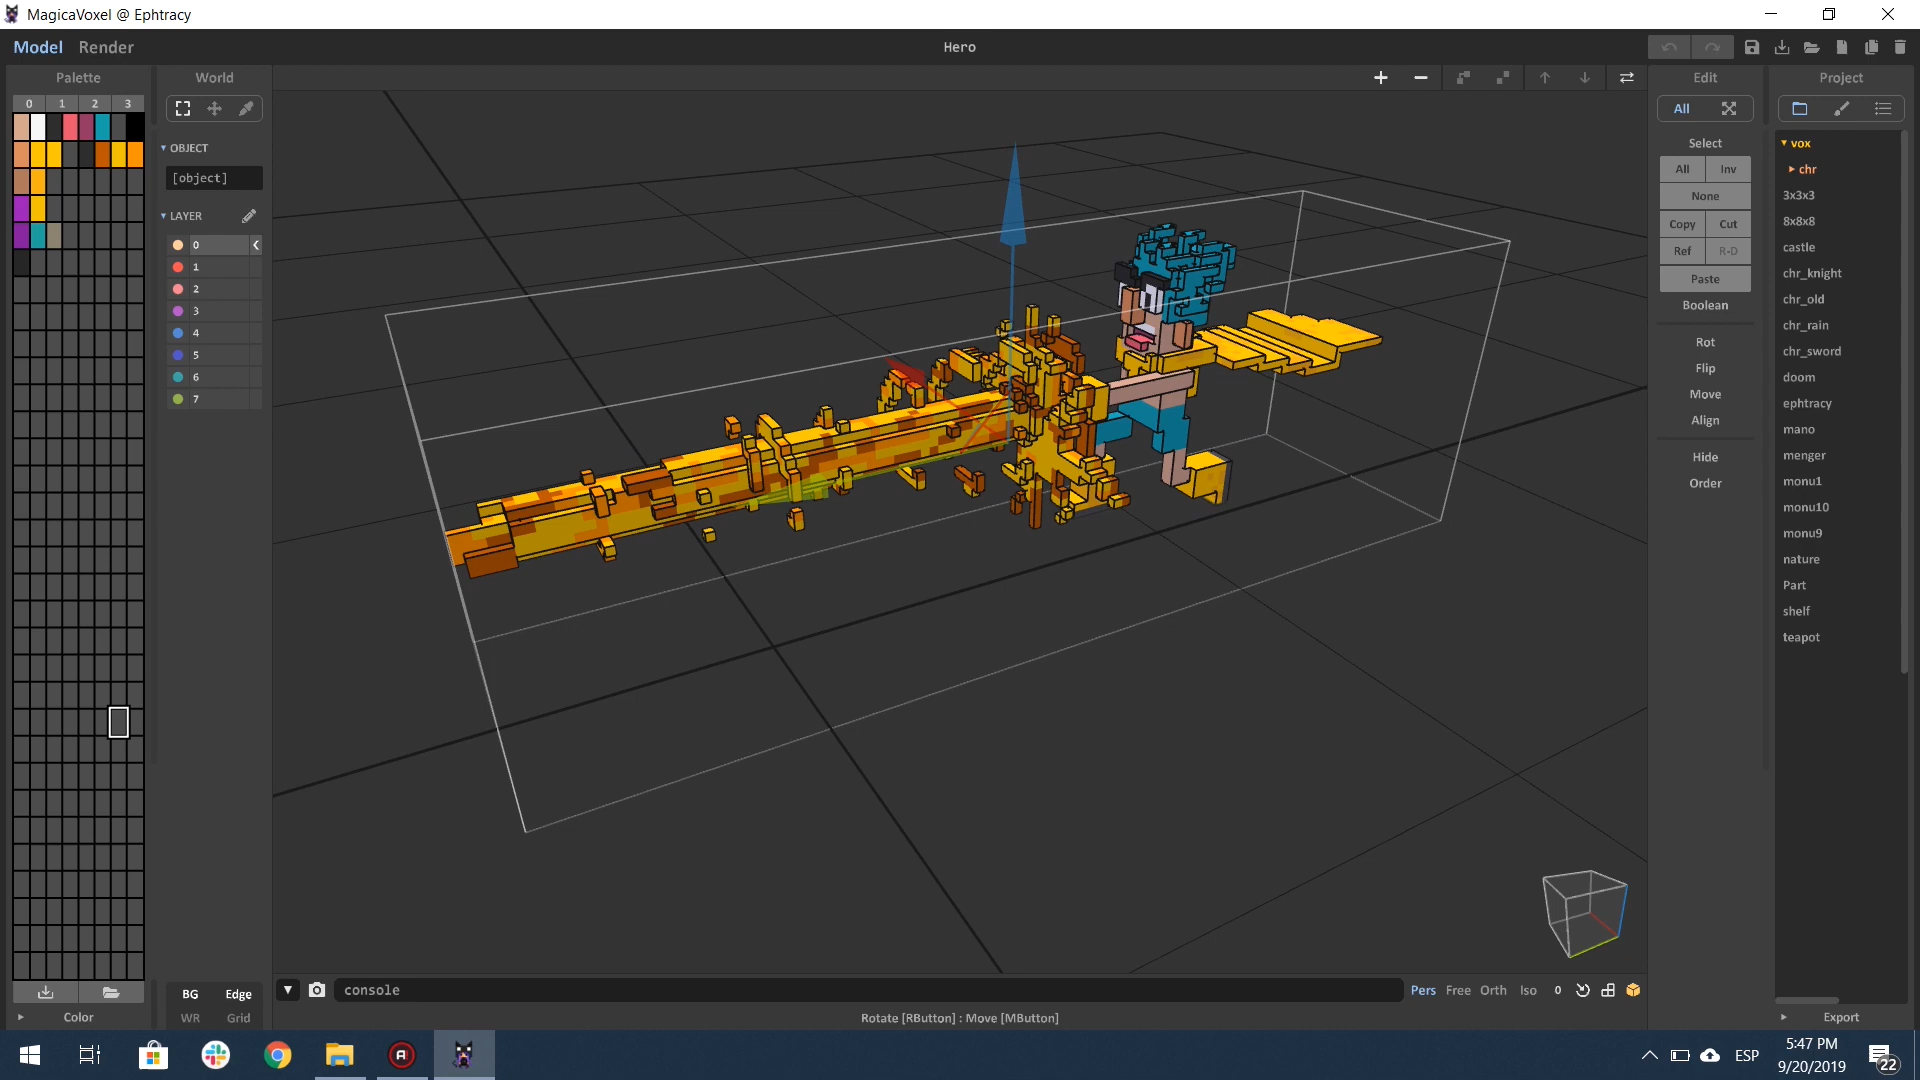 MagicaVoxel @ Ephtracy
Model Render
Hero
Palette
World
Edit
Project
0 1 2 3
All
OBJECT
[object]
LAYER
0
1
2
3
4
5
6
7
Select
All Inv
None
Copy Cut
Ref R-D
Paste
Boolean
Rot
Flip
Move
Align
Hide
Order
vox
chr
3x3x3
8x8x8
castle
chr_knight
chr_old
chr_rain
chr_sword
doom
ephtracy
mano
menger
monu1
monu10
monu9
nature
Part
shelf
teapot
BG Edge
WR Grid
console
Pers Free Orth Iso 0
Color
Rotate [RButton] : Move [MButton]
Export
ESP
5:47 PM
9/20/2019
22